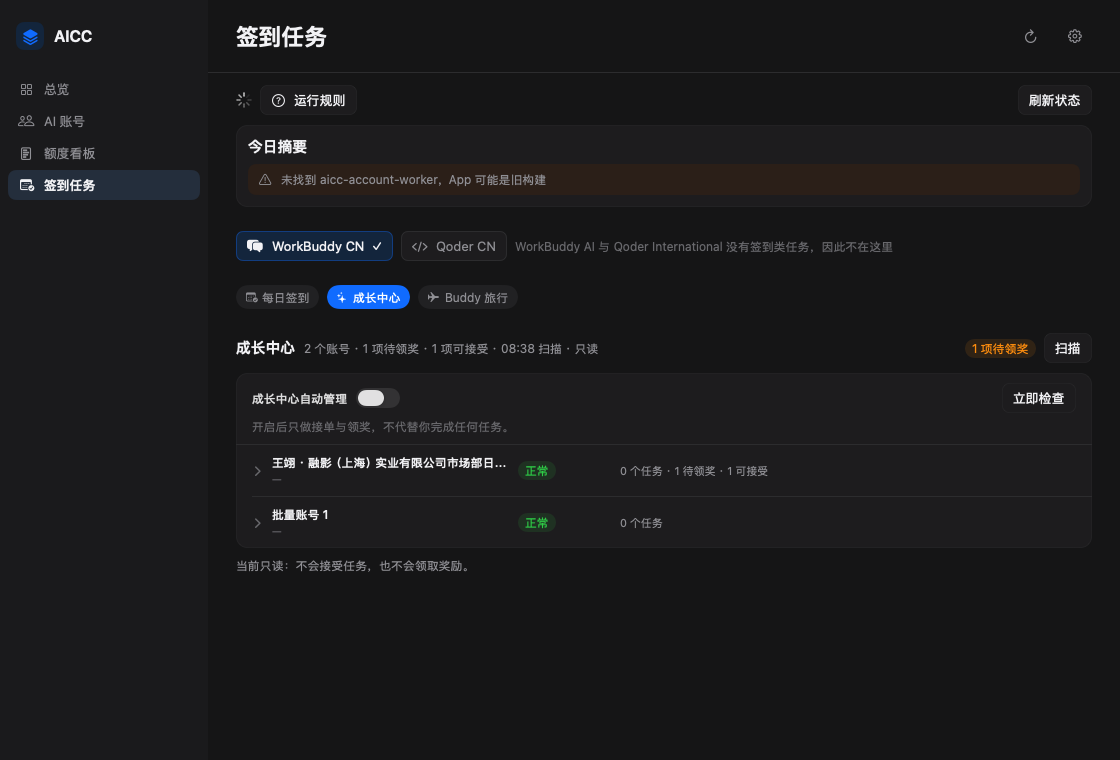 AICC
总览
AI 账号
额度看板
签到任务
签到任务
运行规则
刷新状态
今日摘要
未找到 aicc-account-worker，App 可能是旧构建
WorkBuddy CN
Qoder CN
WorkBuddy AI 与 Qoder International 没有签到类任务，因此不在这里
每日签到
成长中心
Buddy 旅行
成长中心 2 个账号 · 1 项待领奖 · 1 项可接受 · 08:38 扫描 · 只读
1 项待领奖
扫描
成长中心自动管理
立即检查
开启后只做接单与领奖，不代替你完成任何任务。
王翊 · 融影（上海）实业有限公司市场部日...
—
正常
0 个任务 · 1 待领奖 · 1 可接受
批量账号 1
—
正常
0 个任务
当前只读：不会接受任务，也不会领取奖励。